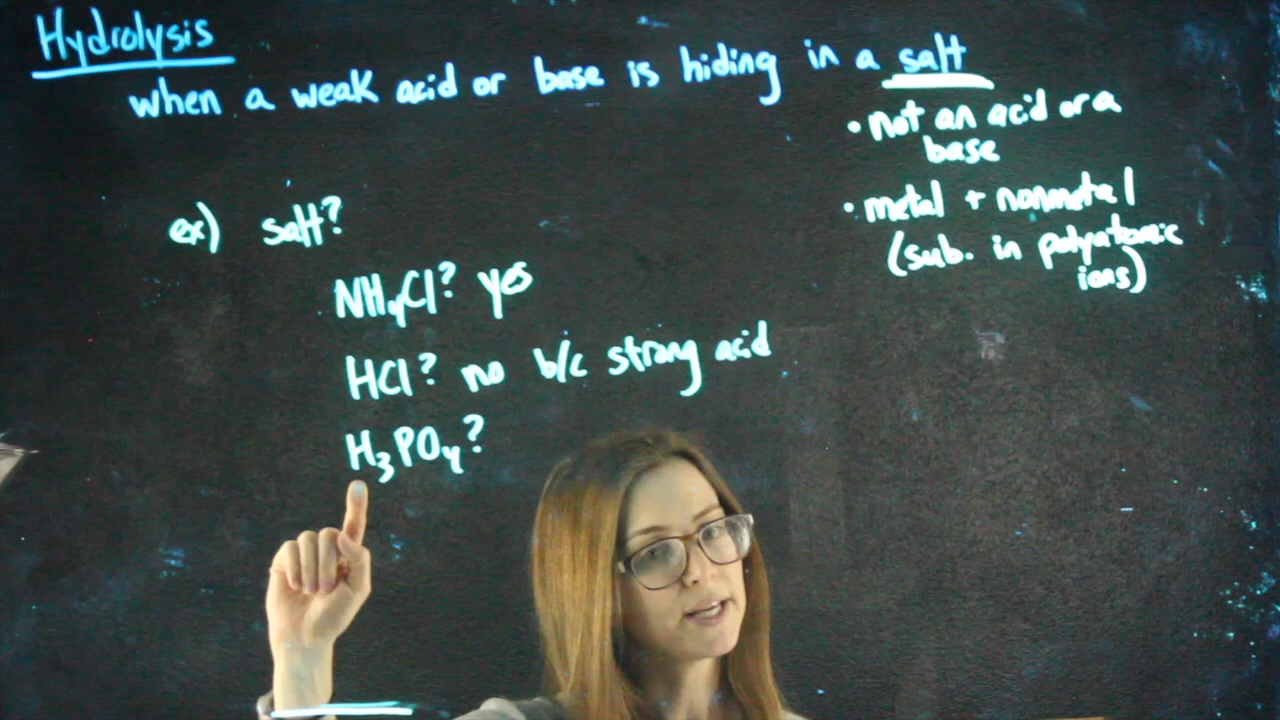 Hydrolysis
when a weak acid or base is hiding in a salt
• not an acid or a
base
• metal + nonmetal
(sub. in polyatomic
ions)
ex) salt?
NH₄Cl? yes
HCl? no b/c strong acid
H₃PO₄?